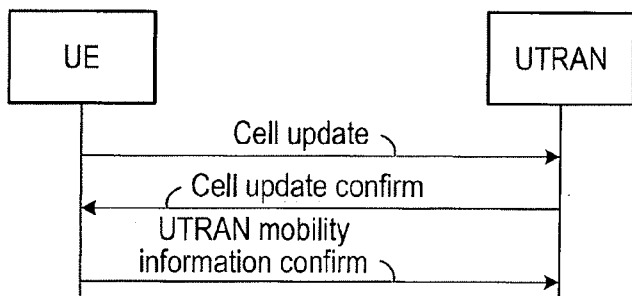 UE
UTRAN
Cell update
Cell update confirm
UTRAN mobility
information confirm